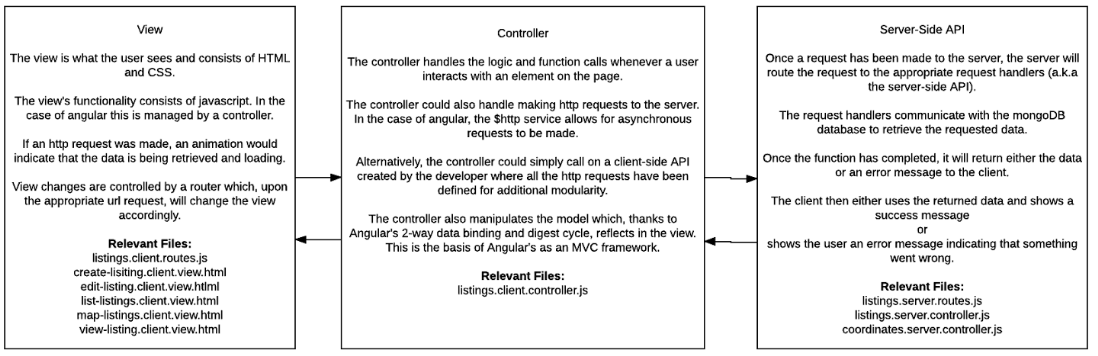 View
The view is what the user sees and consists of HTML
and CSS.
The view's functionality consists of javascript. In the
case of angular this is managed by a controller.
If an http request was made, an animation would
indicate that the data is being retrieved and loading.
View changes are controlled by a router which, upon
the appropriate url request, will change the view
accordingly.
Relevant Files:
listings.client.routes.js
create-lisiting.client.view.html
edit-listing.client.view.htlml
list-listings.client.view.html
map-listings.client.view.html
view-listing.client.view.html
Controller
The controller handles the logic and function calls whenever a user
interacts with an element on the page.
The controller could also handle making http requests to the server.
In the case of angular, the $http service allows for asynchronous
requests to be made.
Alternatively, the controller could simply call on a client-side API
created by the developer where all the http requests have been
defined for additional modularity.
The controller also manipulates the model which, thanks to
Angular's 2-way data binding and digest cycle, reflects in the view.
This is the basis of Angular's as an MVC framework.
Relevant Files:
listings.client.controller.js
Server-Side API
Once a request has been made to the server, the server will
route the request to the appropriate request handlers (a.k.a
the server-side API).
The request handlers communicate with the mongoDB
database to retrieve the requested data.
Once the function has completed, it will return either the data
or an error message to the client.
The client then either uses the returned data and shows a
success message
or
shows the user an error message indicating that something
went wrong.
Relevant Files:
listings.server.routes.js
listings.server.controller.js
coordinates.server.controller.js